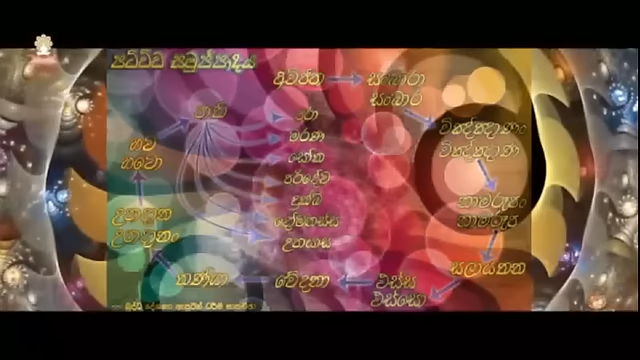 පටිච්ච සමුප්පාදය
අවිජ්ජා
සංඛාරා
සංඛාර
විඤ්ඤාණං
විඤ්ඤාණ
නාමරූපං
නාමරූප
සලායතන
ඵස්ස
ඵස්සො
වේදනා
තණ්හා
උපාදාන
උපාදානං
භව
භවො
ජාති
ජරා
මරණ
සෝක
පරිදේව
දුක්ඛ
දෝමනස්ස
උපායාස